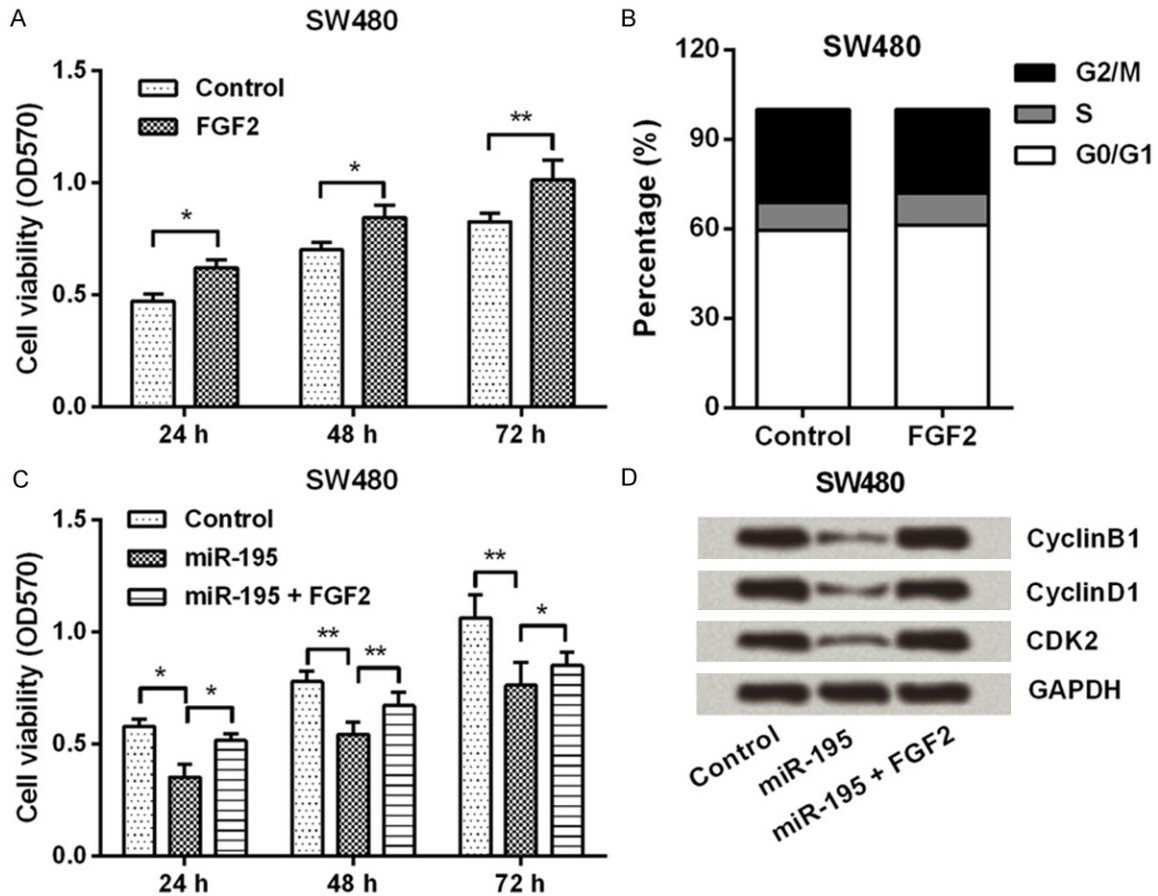 A
SW480
Control
FGF2
Cell viability (OD570)
1.5
1.0
0.5
0.0
*
*
**
24 h
48 h
72 h
B
SW480
G2/M
S
G0/G1
Percentage (%)
120
90
60
30
0
Control
FGF2
C
SW480
Control
miR-195
miR-195 + FGF2
Cell viability (OD570)
1.5
1.0
0.5
0.0
*
*
**
**
**
*
24 h
48 h
72 h
D
SW480
CyclinB1
CyclinD1
CDK2
GAPDH
Control
miR-195
miR-195 + FGF2